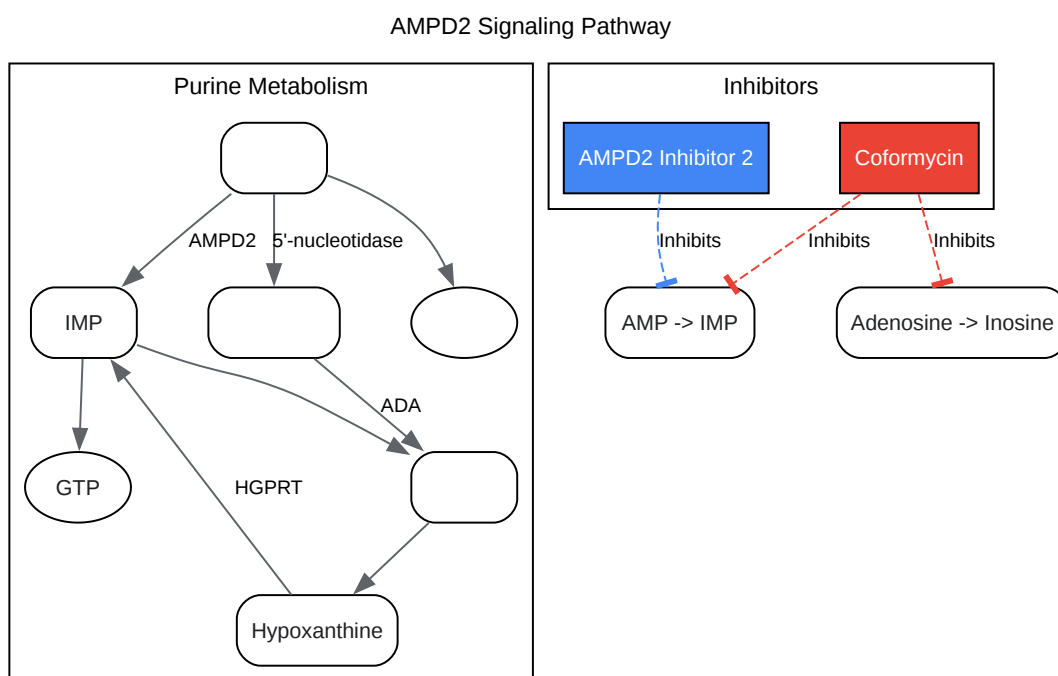 AMPD2 Signaling Pathway
Purine Metabolism
AMPD2
5'-nucleotidase
IMP
ADA
GTP
HGPRT
Hypoxanthine
Inhibitors
AMPD2 Inhibitor 2
Coformycin
Inhibits
Inhibits
Inhibits
AMP -> IMP
Adenosine -> Inosine